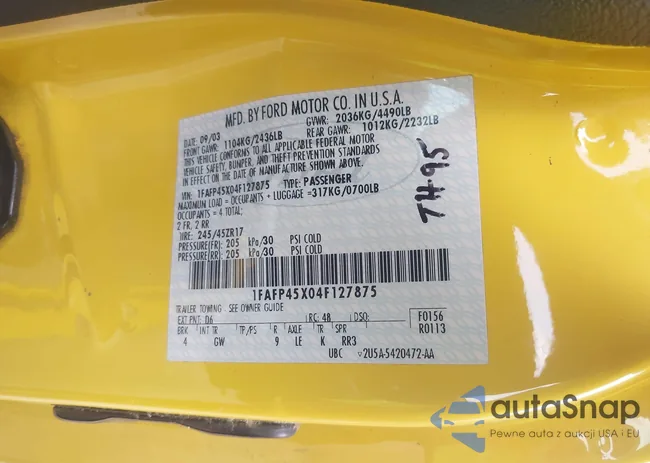 MFD. BY FORD MOTOR CO. IN U.S.A.
DATE: 09/03 GVWR: 2036KG/4490LB
FRONT GAWR: 1104KG/2436LB REAR GAWR: 1012KG/2232LB
THIS VEHICLE CONFORMS TO ALL APPLICABLE FEDERAL MOTOR
VEHICLE SAFETY, BUMPER, AND THEFT PREVENTION STANDARDS
IN EFFECT ON THE DATE OF MANUFACTURE SHOWN ABOVE.
VIN: 1FAFP45X04F127875 TYPE: PASSENGER
MAXIMUM LOAD = OCCUPANTS + LUGGAGE =317KG/0700LB
OCCUPANTS = 4 TOTAL;
2 FR, 2 RR
TIRE: 245/45ZR17
PRESSURE(FR): 205 kPa/30 PSI COLD
PRESSURE(RR): 205 kPa/30 PSI COLD
1FAFP45X04F127875
TRAILER TOWING - SEE OWNER GUIDE
EXT PNT: D6 RC: 48 DSO: F0156
R0113
BRK INT TR TP/PS R AXLE TR SPR
4 GW 9 LE K RR3
UBC v2U5A-5420472-AA
TH-95
autaSnap
Pewne auta z aukcji USA i EU